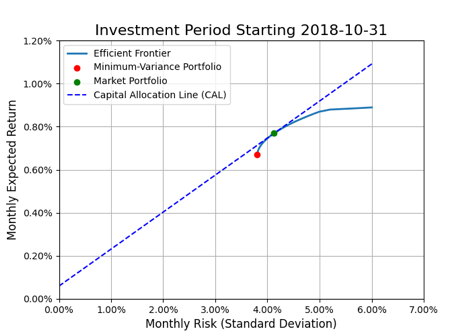 Investment Period Starting 2018-10-31
1.20%
1.00%
0.80%
0.60%
0.40%
0.20%
0.00%
Monthly Expected Return
Efficient Frontier
Minimum-Variance Portfolio
Market Portfolio
Capital Allocation Line (CAL)
0.00% 1.00% 2.00% 3.00% 4.00% 5.00% 6.00% 7.00%
Monthly Risk (Standard Deviation)